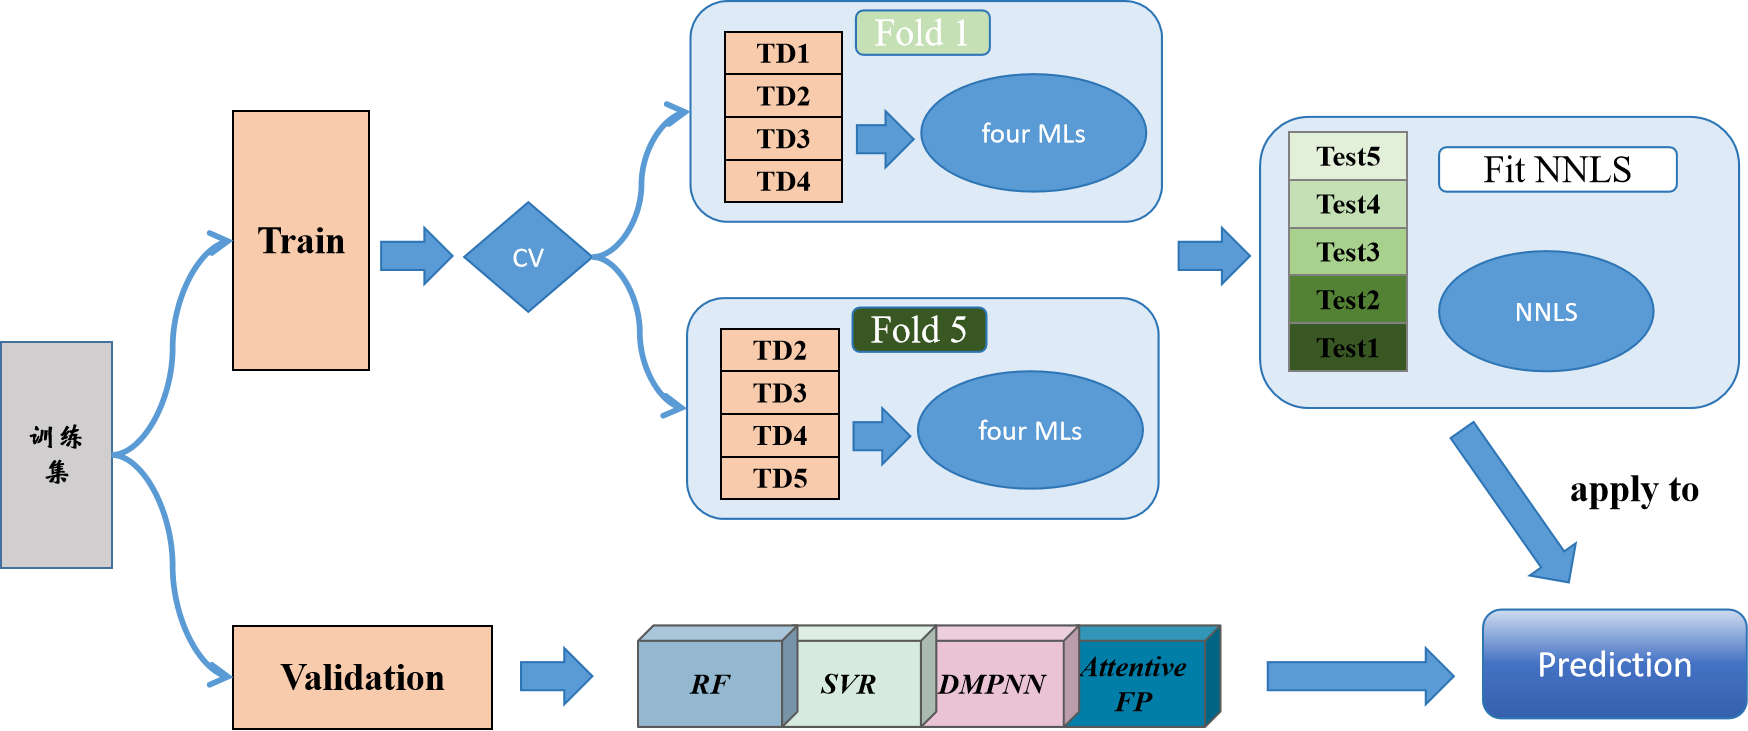 训练
集
Train
Validation
CV
Fold 1
TD1
TD2
TD3
TD4
four MLs
Fold 5
TD2
TD3
TD4
TD5
four MLs
Test5
Test4
Test3
Test2
Test1
Fit NNLS
NNLS
apply to
RF
SVR
DMPNN
Attentive
FP
Prediction